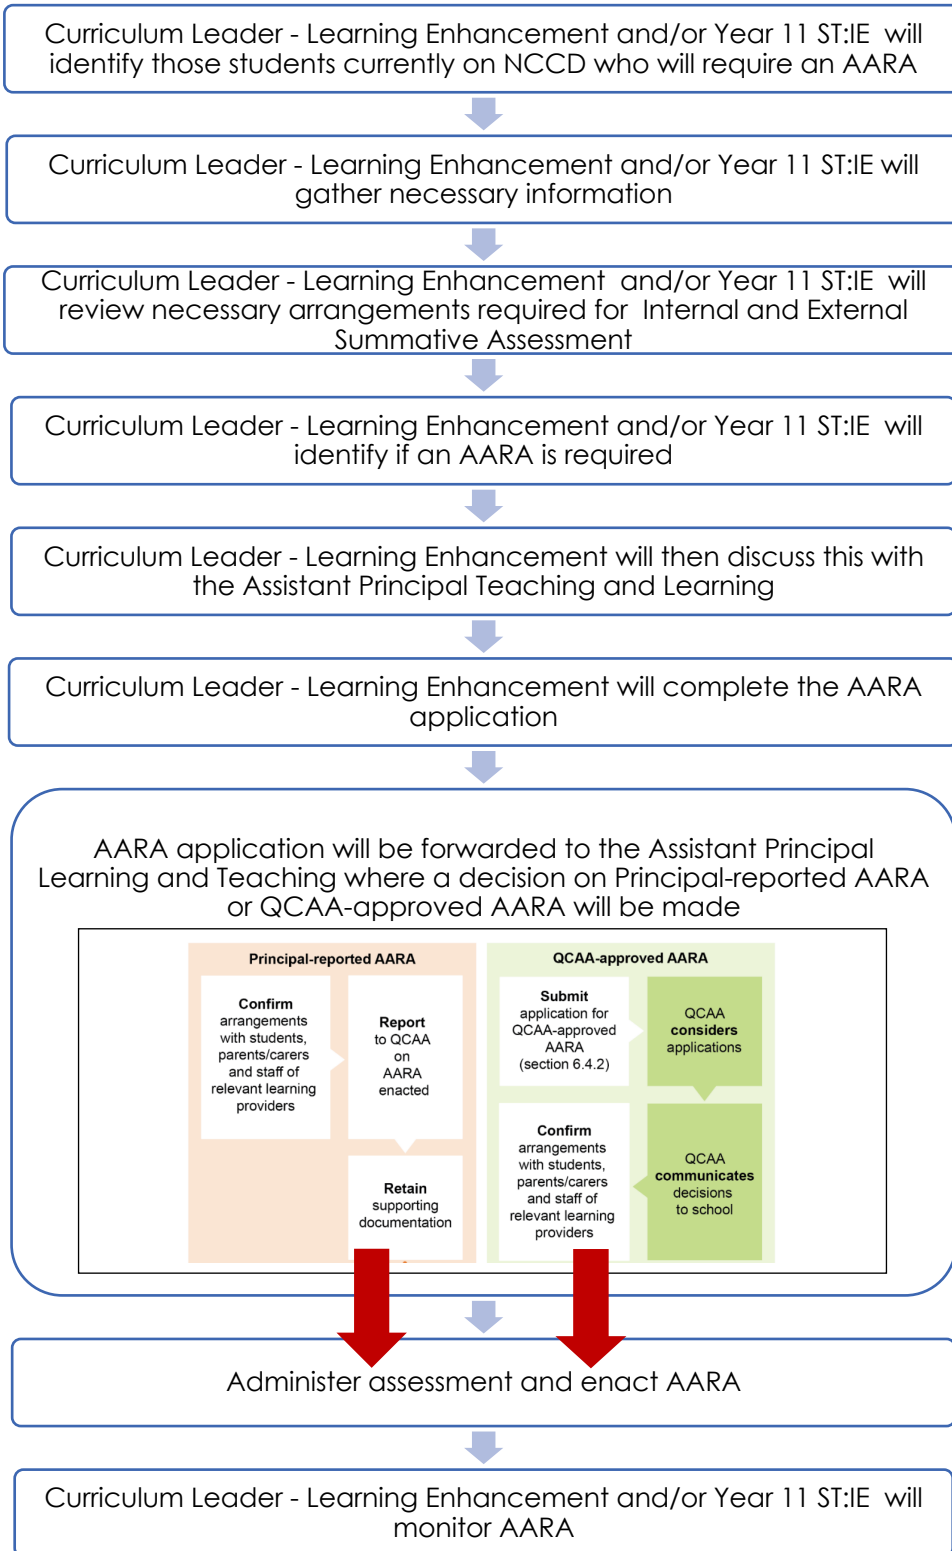 Curriculum Leader - Learning Enhancement and/or Year 11 ST:IE will
identify those students currently on NCCD who will require an AARA
Curriculum Leader - Learning Enhancement and/or Year 11 ST:IE will
gather necessary information
Curriculum Leader - Learning Enhancement and/or Year 11 ST:IE will
review necessary arrangements required for Internal and External
Summative Assessment
Curriculum Leader - Learning Enhancement and/or Year 11 ST:IE will
identify if an AARA is required
Curriculum Leader - Learning Enhancement will then discuss this with
the Assistant Principal Teaching and Learning
Curriculum Leader - Learning Enhancement will complete the AARA
application
AARA application will be forwarded to the Assistant Principal
Learning and Teaching where a decision on Principal-reported AARA
or QCAA-approved AARA will be made
Principal-reported AARA
Confirm
arrangements
with students,
parents/carers
and staff of
relevant learning
providers
Report
to QCAA
on
AARA
enacted
Retain
supporting
documentation
QCAA-approved AARA
Submit
application for
QCAA-approved
AARA
(section 6.4.2)
QCAA
considers
applications
QCAA
communicates
decisions
to school
Confirm
arrangements
with students,
parents/carers
and staff of
relevant learning
providers
Administer assessment and enact AARA
Curriculum Leader - Learning Enhancement and/or Year 11 ST:IE will
monitor AARA